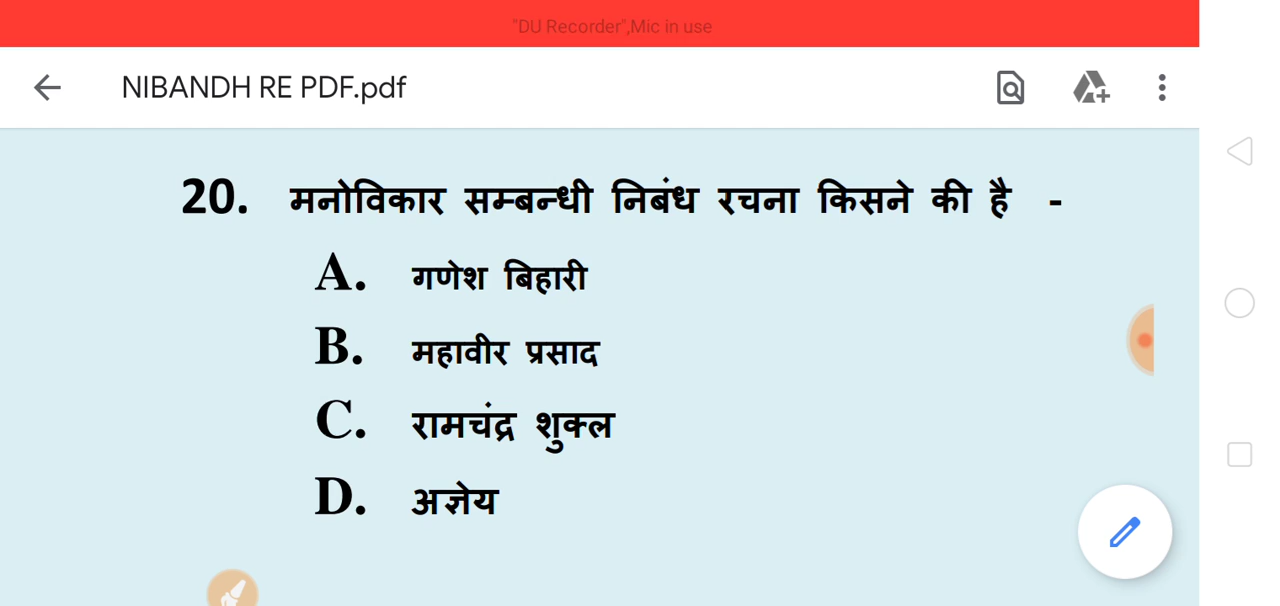 "DU Recorder",Mic in use
NIBANDH RE PDF.pdf
20. मनोविकार सम्बन्धी निबंध रचना किसने की है -
A. गणेश बिहारी
B. महावीर प्रसाद
C. रामचंद्र शुक्ल
D. अज्ञेय